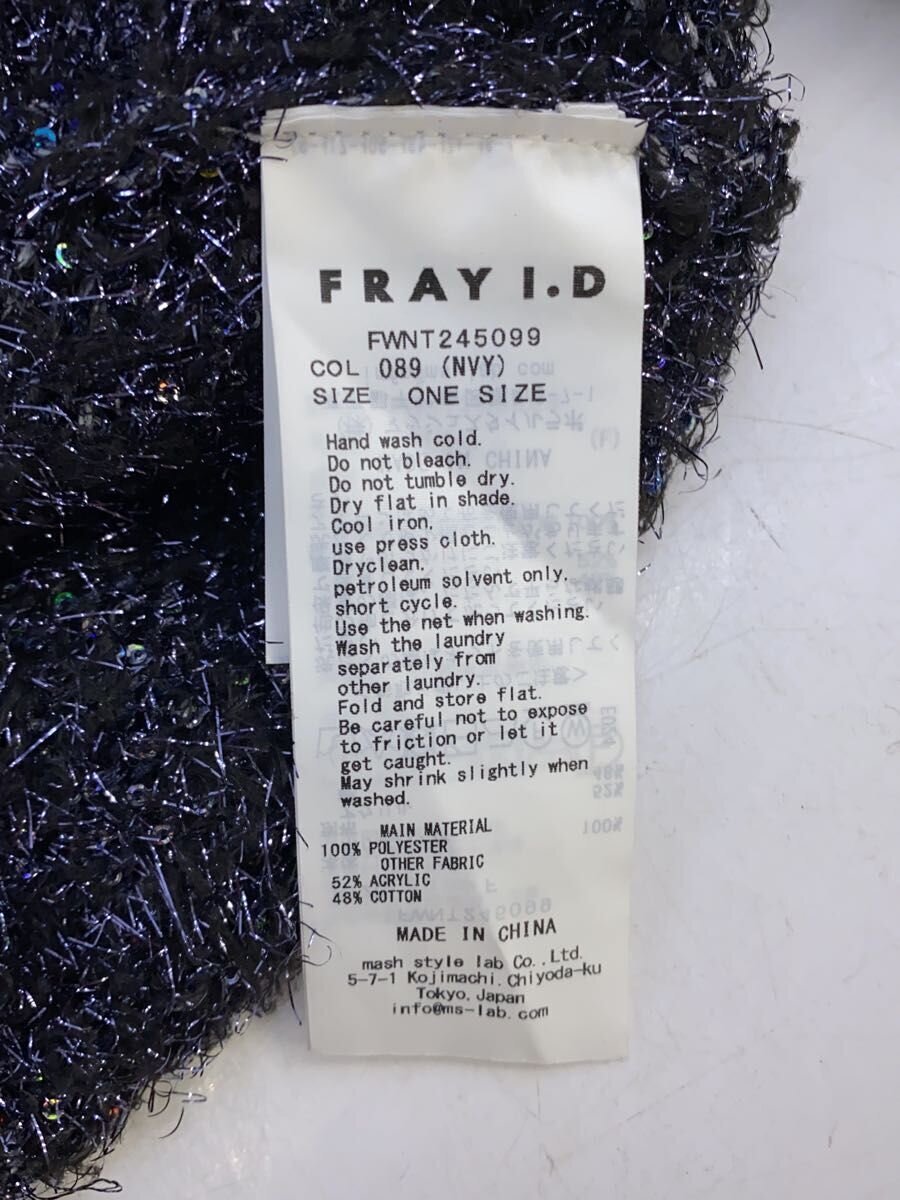 FRAY I.D
FWNT245099
COL 089 (NVY)
SIZE ONE SIZE
Hand wash cold.
Do not bleach.
Do not tumble dry.
Dry flat in shade.
Cool iron.
use press cloth.
Dryclean.
petroleum solvent only.
short cycle.
Use the net when washing.
Wash the laundry
separately from
other laundry.
Fold and store flat.
Be careful not to expose
to friction or let it
get caught.
May shrink slightly when
washed.
MAIN MATERIAL
100% POLYESTER
OTHER FABRIC
52% ACRYLIC
48% COTTON
MADE IN CHINA
mash style lab Co.,Ltd.
5-7-1 Kojimachi,Chiyoda-ku
Tokyo,Japan
info@ms-lab.com